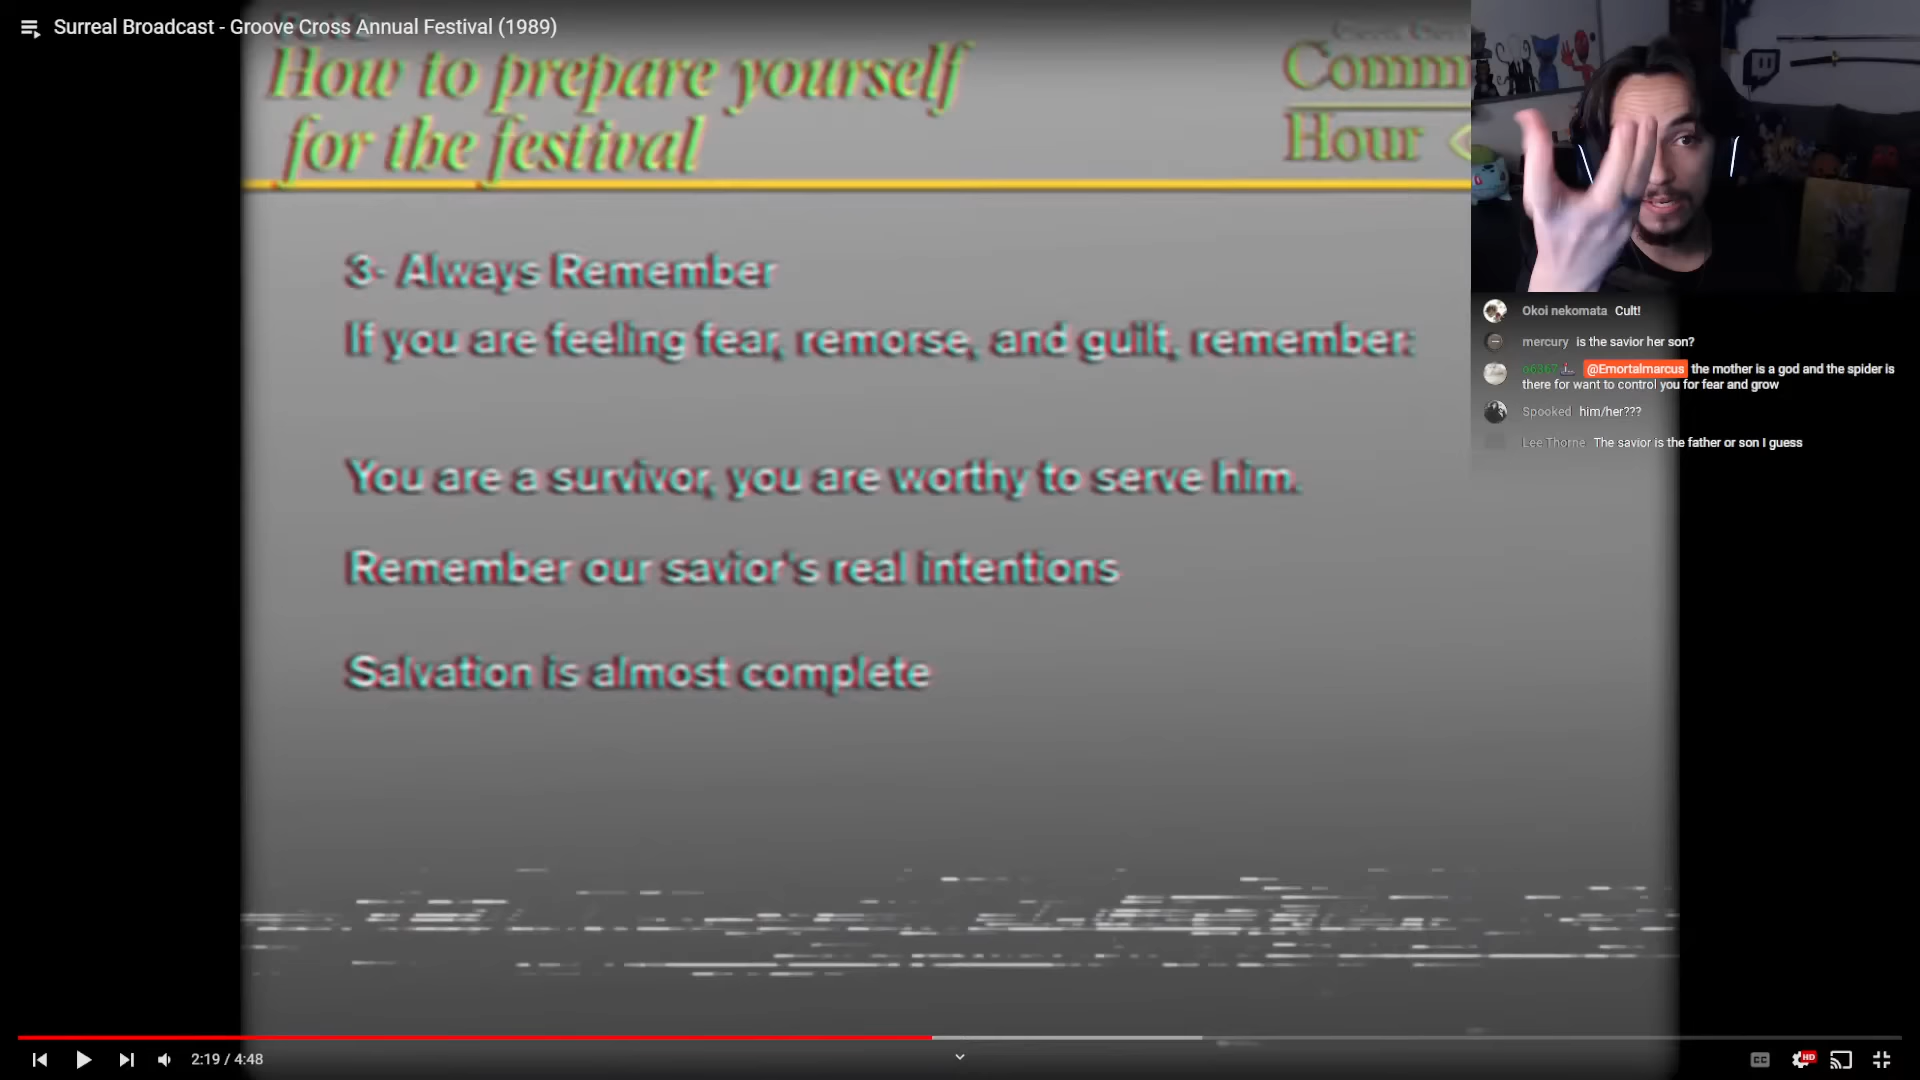 Surreal Broadcast - Groove Cross Annual Festival (1989)
How to prepare yourself
for the festival
Comm
Hour
3- Always Remember
If you are feeling fear, remorse, and guilt, remember:
You are a survivor, you are worthy to serve him.
Remember our savior's real intentions
Salvation is almost complete
Okoi nekomata Cult!
mercury is the savior her son?
@Emortalmarcus the mother is a god and the spider is
there for want to control you for fear and grow
Spooked him/her???
Lee Thorne The savior is the father or son I guess
2:19 / 4:48
CC
HD